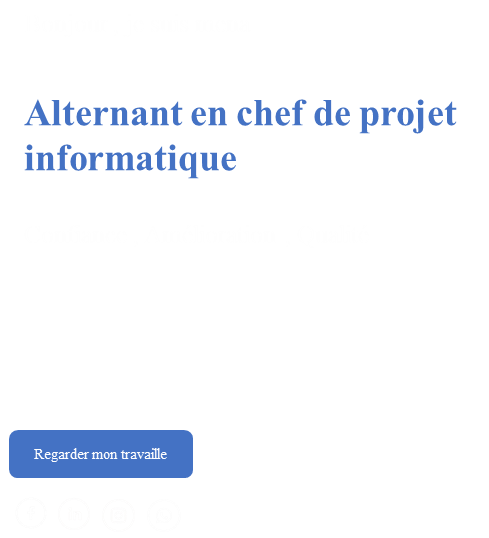 Alternant en chef de projet
informatique
Regarder mon travaille